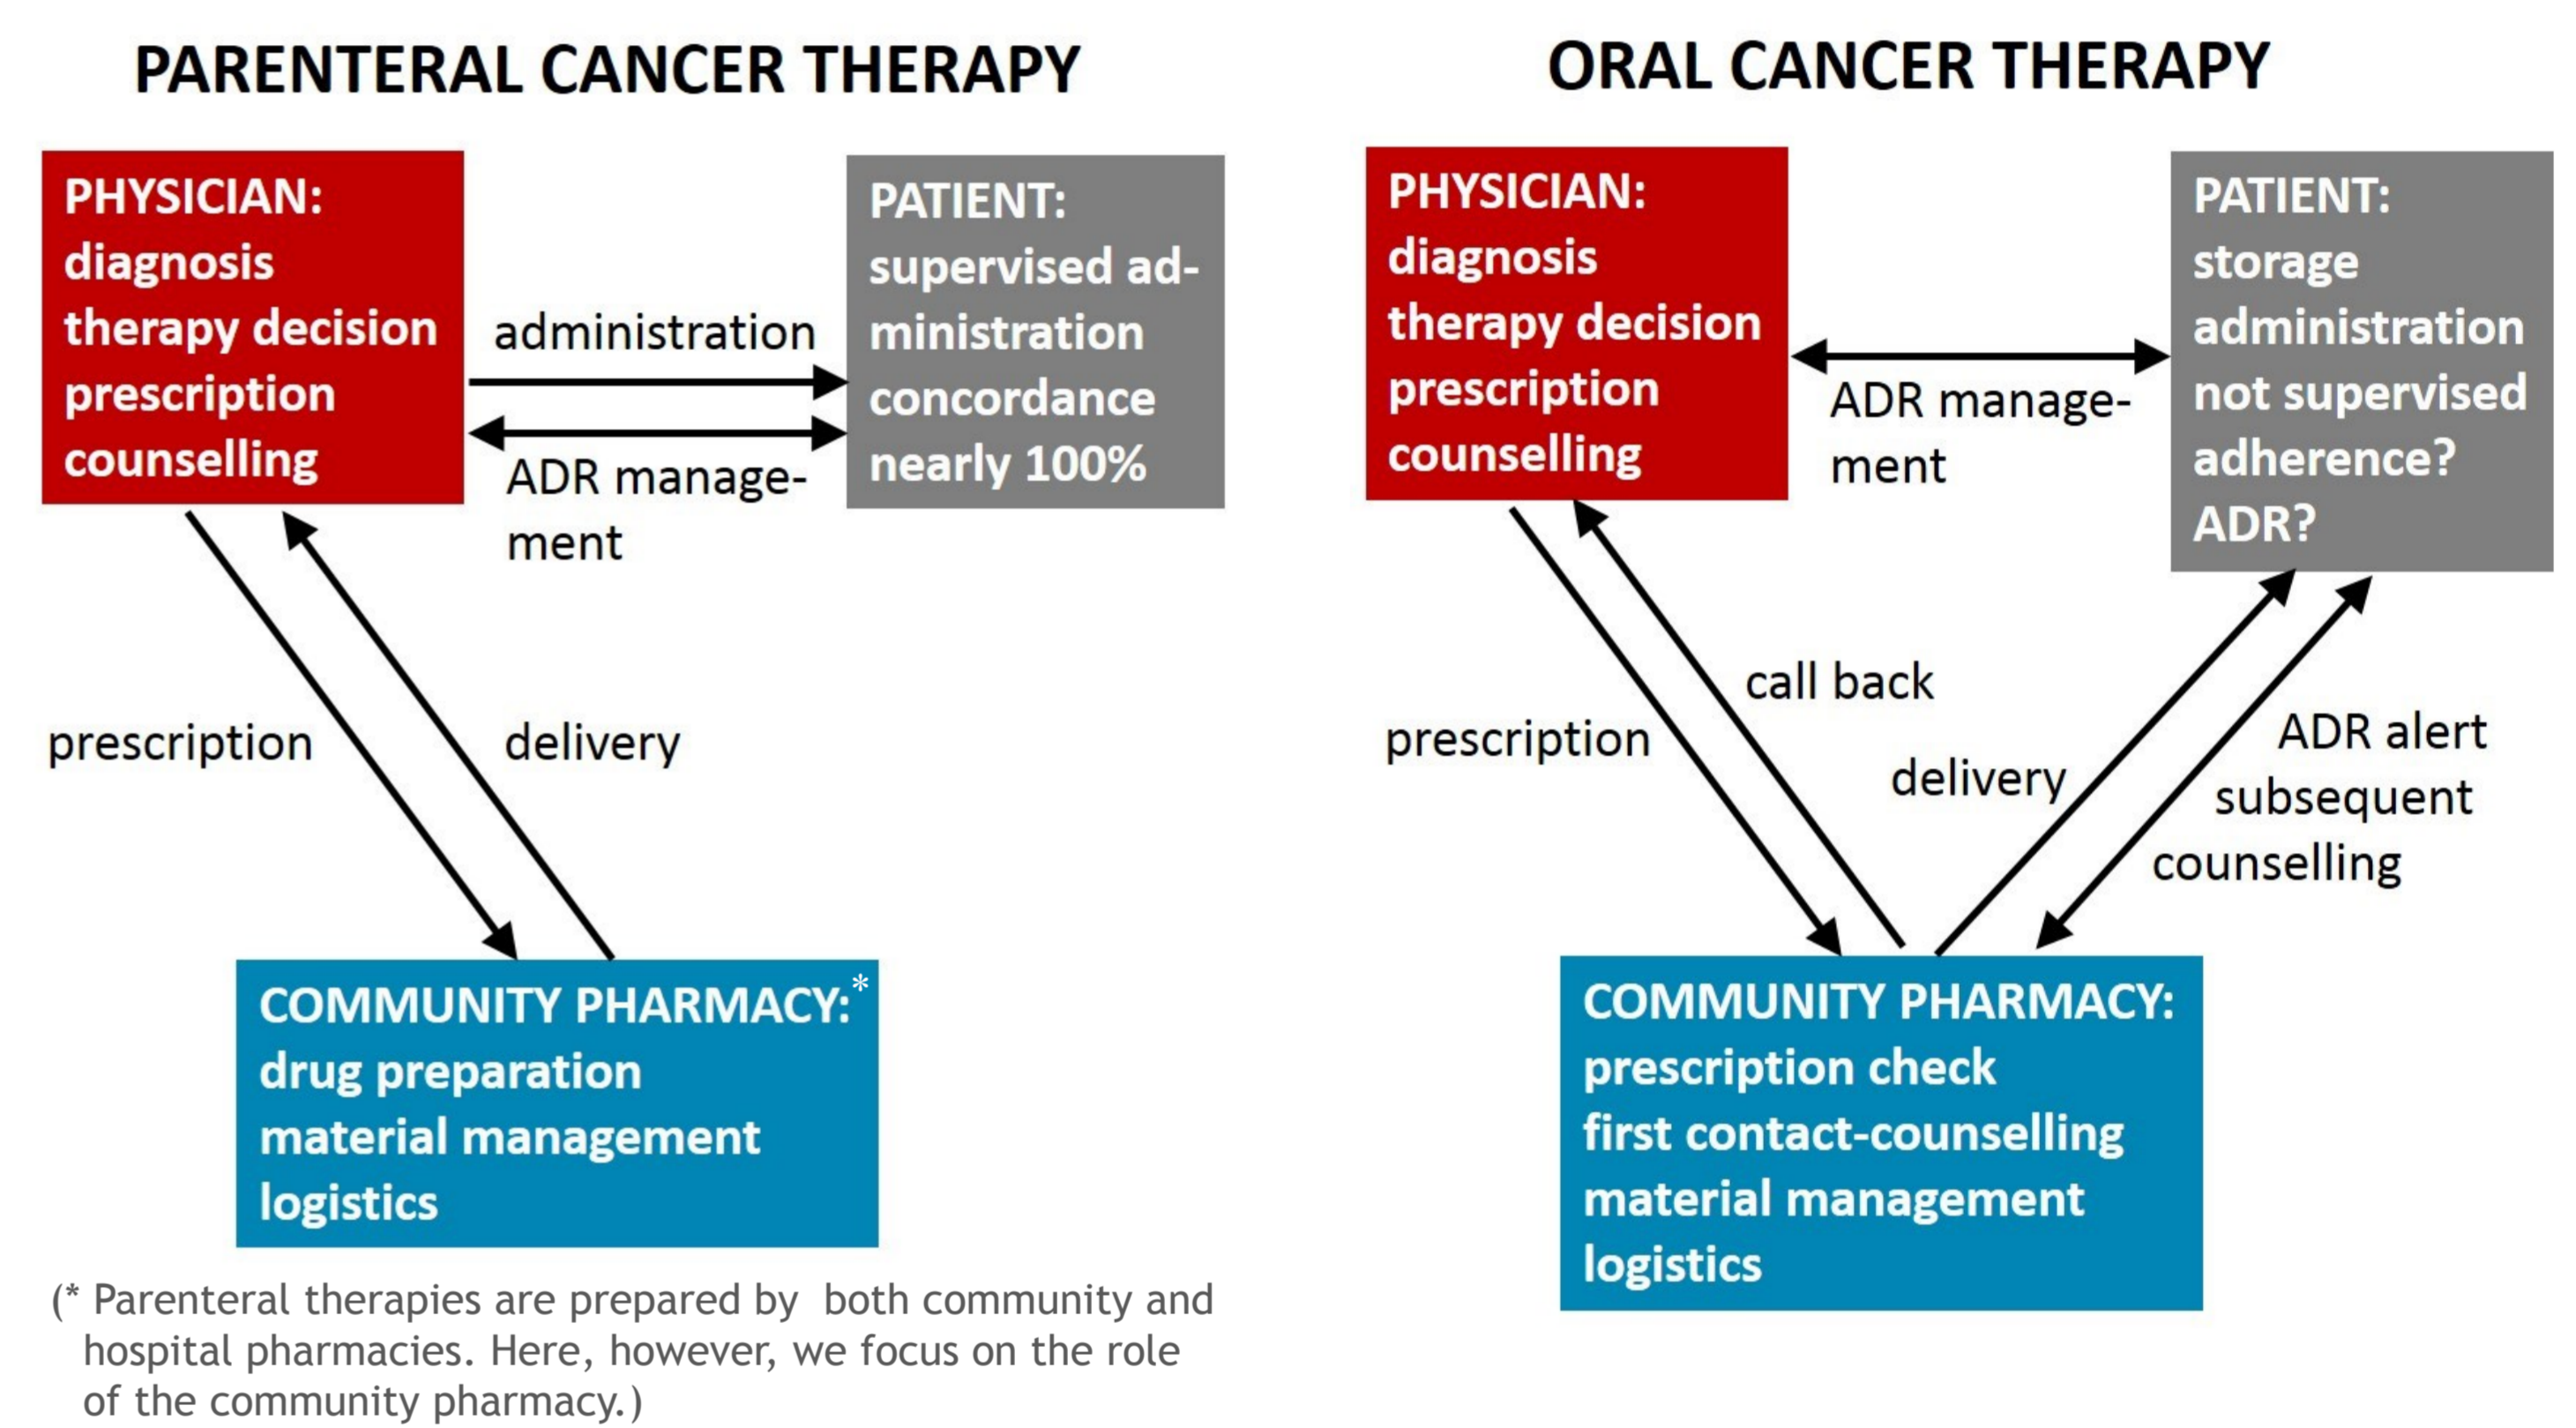 PARENTERAL CANCER THERAPY
PHYSICIAN:
diagnosis
therapy decision
prescription
counselling
administration
ADR manage-
ment
PATIENT:
supervised ad-
ministration
concordance
nearly 100%
prescription
delivery
COMMUNITY PHARMACY:*
drug preparation
material management
logistics
(* Parenteral therapies are prepared by both community and
hospital pharmacies. Here, however, we focus on the role
of the community pharmacy.)
ORAL CANCER THERAPY
PHYSICIAN:
diagnosis
therapy decision
prescription
counselling
ADR manage-
ment
PATIENT:
storage
administration
not supervised
adherence?
ADR?
prescription
call back
delivery
ADR alert
subsequent
counselling
COMMUNITY PHARMACY:
prescription check
first contact-counselling
material management
logistics